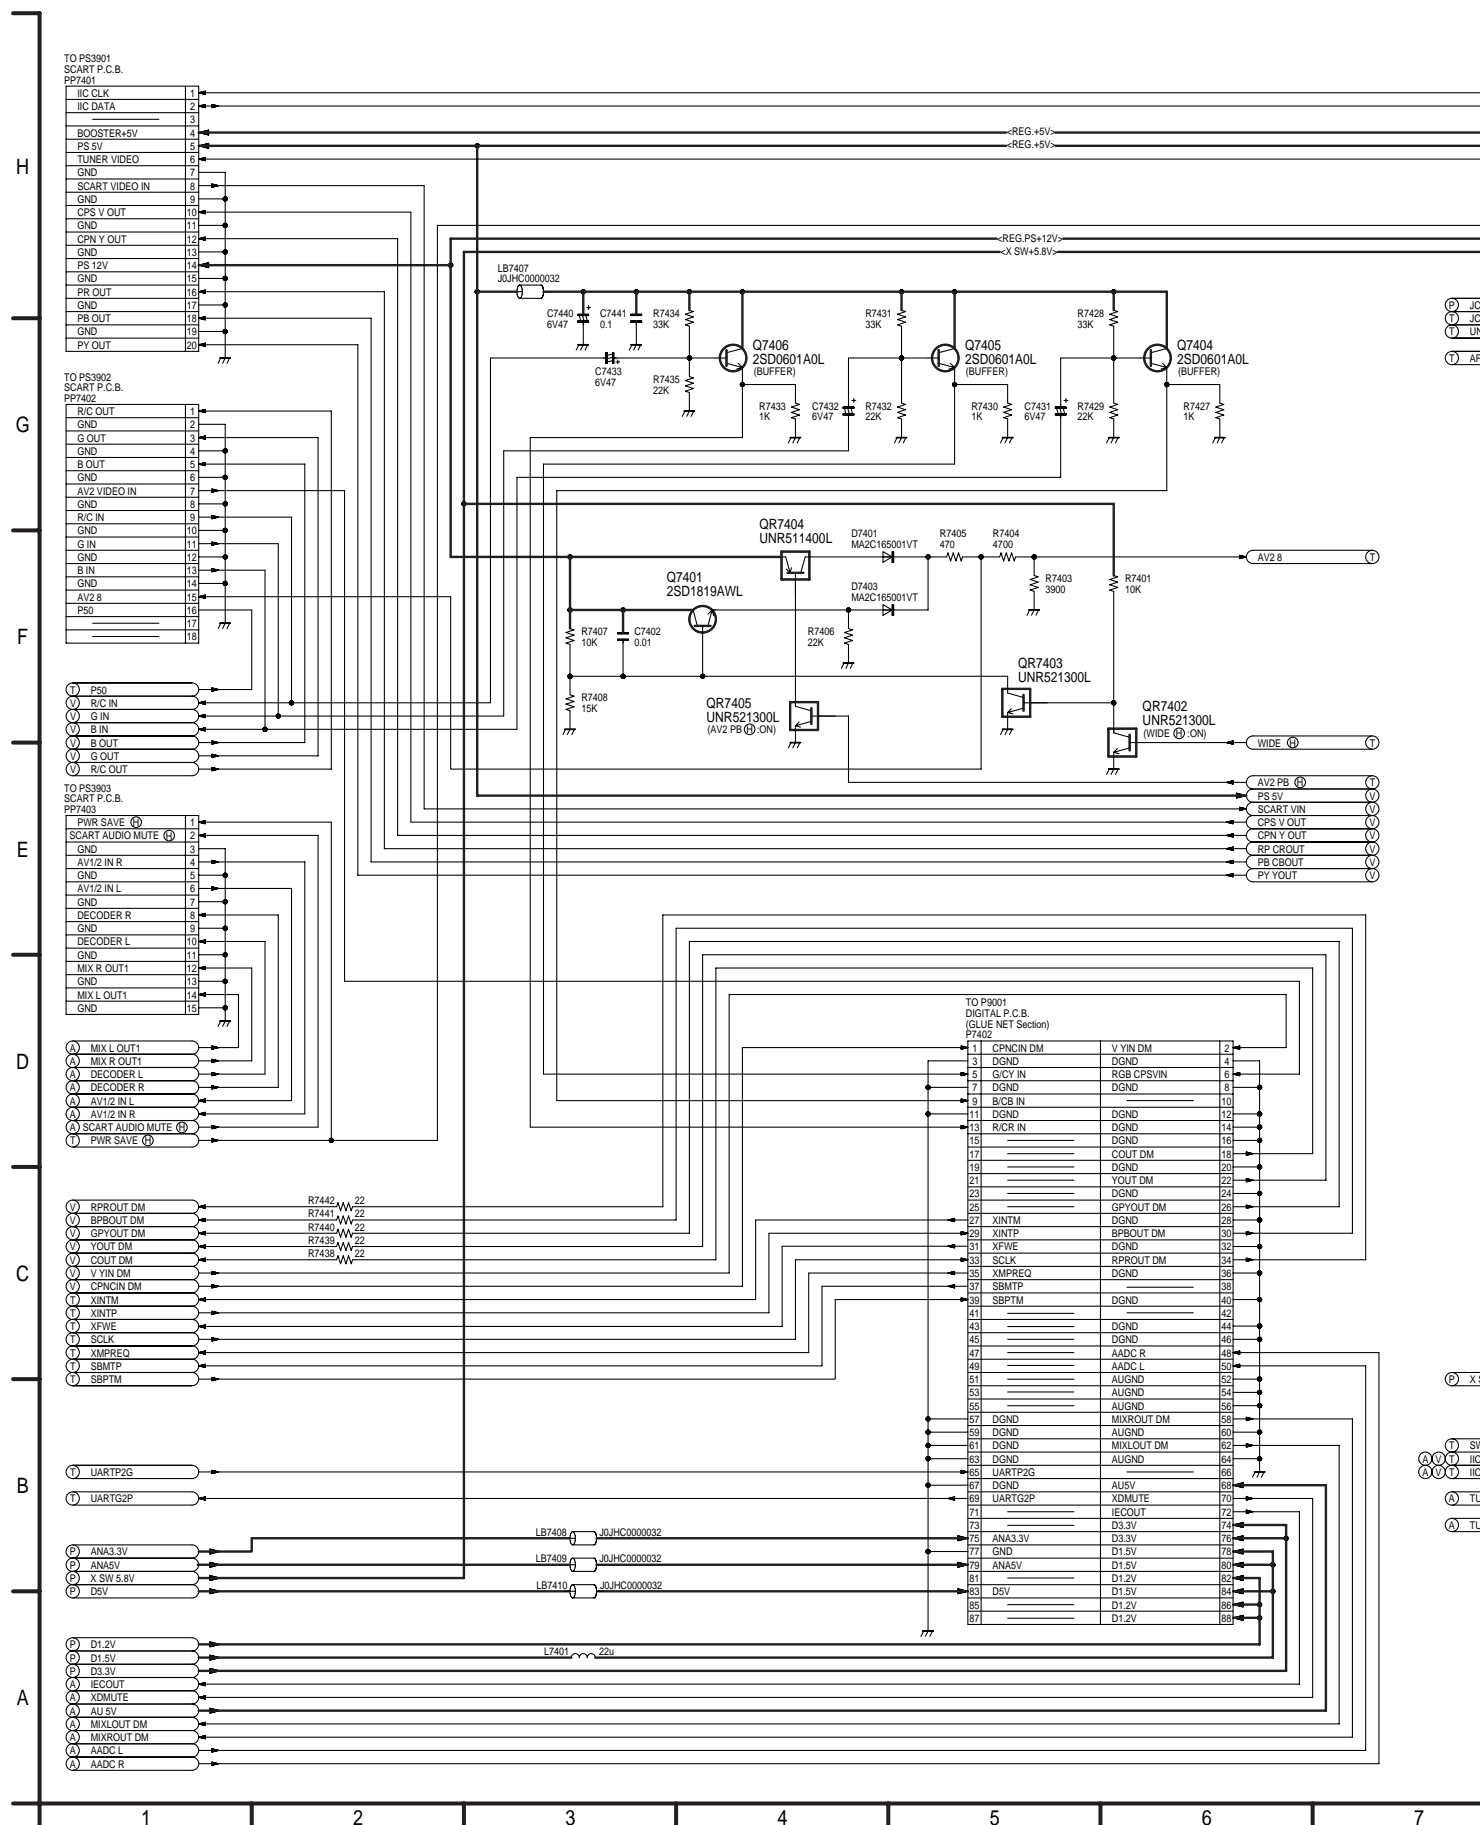 TO PS3901
SCART P.C.B.
PP7401
IIC CLK 1
IIC DATA 2
3
BOOSTER+5V 4
PS 5V 5
TUNER VIDEO 6
GND 7
SCART VIDEO IN 8
GND 9
CPS V OUT 10
GND 11
CPN Y OUT 12
GND 13
PS 12V 14
GND 15
PR OUT 16
GND 17
PB OUT 18
GND 19
PY OUT 20
<REG.+5V>
<REG.+5V>
<REG.PS+12V>
<X SW+5.8V>
LB7407
J0JHC0000032
C7440
6V47
C7441
0.1
R7434
33K
R7431
33K
R7428
33K
Q7406
2SD0601A0L
(BUFFER)
Q7405
2SD0601A0L
(BUFFER)
Q7404
2SD0601A0L
(BUFFER)
C7433
6V47
R7435
22K
R7433
1K
C7432
6V47
R7432
22K
R7430
1K
C7431
6V47
R7429
22K
R7427
1K
TO PS3902
SCART P.C.B.
PP7402
R/C OUT 1
GND 2
G OUT 3
GND 4
B OUT 5
GND 6
AV2 VIDEO IN 7
GND 8
R/C IN 9
GND 10
G IN 11
GND 12
B IN 13
GND 14
AV2 8 15
P50 16
17
18
QR7404
UNR511400L
D7401
MA2C165001VT
R7405
470
R7404
4700
AV2 8 T
Q7401
2SD1819AWL
D7403
MA2C165001VT
R7403
3900
R7401
10K
R7407
10K
C7402
0.01
R7406
22K
R7408
15K
QR7403
UNR521300L
QR7405
UNR521300L
(AV2 PB H :ON)
QR7402
UNR521300L
(WIDE H :ON)
T P50
V R/C IN
V G IN
V B IN
V B OUT
V G OUT
V R/C OUT
WIDE H T
AV2 PB H T
PS 5V V
SCART VIN V
CPS V OUT V
CPN Y OUT V
RP CROUT V
PB CBOUT V
PY YOUT V
TO PS3903
SCART P.C.B.
PP7403
PWR SAVE H 1
SCART AUDIO MUTE H 2
GND 3
AV1/2 IN R 4
GND 5
AV1/2 IN L 6
GND 7
DECODER R 8
GND 9
DECODER L 10
GND 11
MIX R OUT1 12
GND 13
MIX L OUT1 14
GND 15
A MIX L OUT1
A MIX R OUT1
A DECODER L
A DECODER R
A AV1/2 IN L
A AV1/2 IN R
A SCART AUDIO MUTE H
T PWR SAVE H
TO P9001
DIGITAL P.C.B.
(GLUE NET Section)
P7402
1 CPNCIN DM V YIN DM 2
3 DGND DGND 4
5 G/CY IN RGB CPSVIN 6
7 DGND DGND 8
9 B/CB IN 10
11 DGND DGND 12
13 R/CR IN DGND 14
15 DGND 16
17 COUT DM 18
19 DGND 20
21 YOUT DM 22
23 DGND 24
25 GPYOUT DM 26
27 XINTM DGND 28
29 XINTP BPBOUT DM 30
31 XFWE DGND 32
33 SCLK RPROUT DM 34
35 XMPREQ DGND 36
37 SBMTP 38
39 SBPTM DGND 40
41 42
43 DGND 44
45 DGND 46
47 AADC R 48
49 AADC L 50
51 AUGND 52
53 AUGND 54
55 AUGND 56
57 DGND MIXROUT DM 58
59 DGND AUGND 60
61 DGND MIXLOUT DM 62
63 DGND AUGND 64
65 UARTP2G 66
67 DGND AU5V 68
69 UARTG2P XDMUTE 70
71 IECOUT 72
73 D3.3V 74
75 ANA3.3V D3.3V 76
77 GND D1.5V 78
79 ANA5V D1.5V 80
81 D1.2V 82
83 D5V D1.5V 84
85 D1.2V 86
87 D1.2V 88
V RPROUT DM R7442 22
V BPBOUT DM R7441 22
V GPYOUT DM R7440 22
V YOUT DM R7439 22
V COUT DM R7438 22
V V YIN DM
V CPNCIN DM
T XINTM
T XINTP
T XFWE
T SCLK
T XMPREQ
T SBMTP
T SBPTM
T UARTP2G
T UARTG2P
P ANA3.3V
P ANA5V
P X SW 5.8V
P D5V
LB7408 J0JHC0000032
LB7409 J0JHC0000032
LB7410 J0JHC0000032
P D1.2V
P D1.5V
P D3.3V
L7401 22u
A IECOUT
A XDMUTE
A AU 5V
A MIXLOUT DM
A MIXROUT DM
A AADC L
A AADC R
P JC
T JC
T UN
T AF
P X S
T SW
A V T IIC
A V T IIC
A TU
A TU
H
G
F
E
D
C
B
A
1 2 3 4 5 6 7